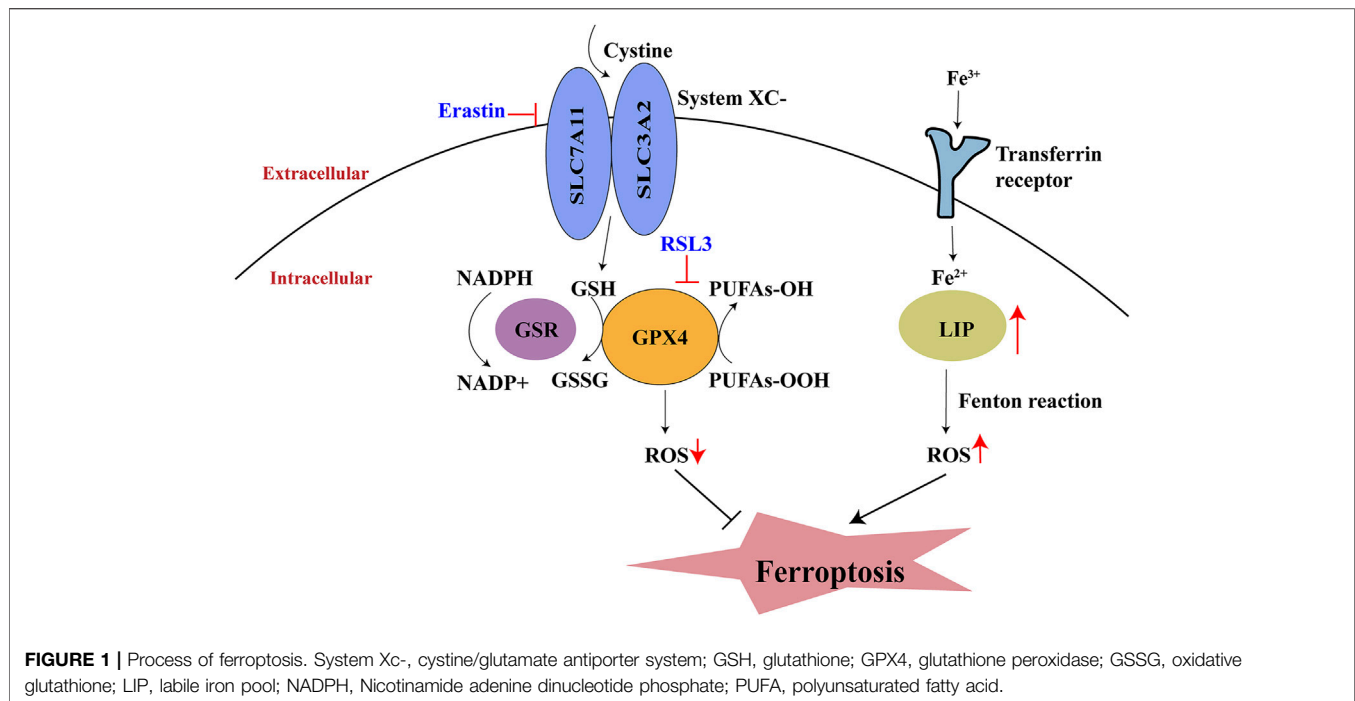 Cystine
Erastin
SLC7A11
SLC3A2
System XC-
Fe³⁺
Transferrin
receptor
Extracellular
Intracellular
RSL3
NADPH
GSH
PUFAs-OH
Fe²⁺
GSR
GPX4
LIP
NADP+
GSSG
PUFAs-OOH
Fenton reaction
ROS
ROS
Ferroptosis
FIGURE 1 | Process of ferroptosis. System Xc-, cystine/glutamate antiporter system; GSH, glutathione; GPX4, glutathione peroxidase; GSSG, oxidative
glutathione; LIP, labile iron pool; NADPH, Nicotinamide adenine dinucleotide phosphate; PUFA, polyunsaturated fatty acid.